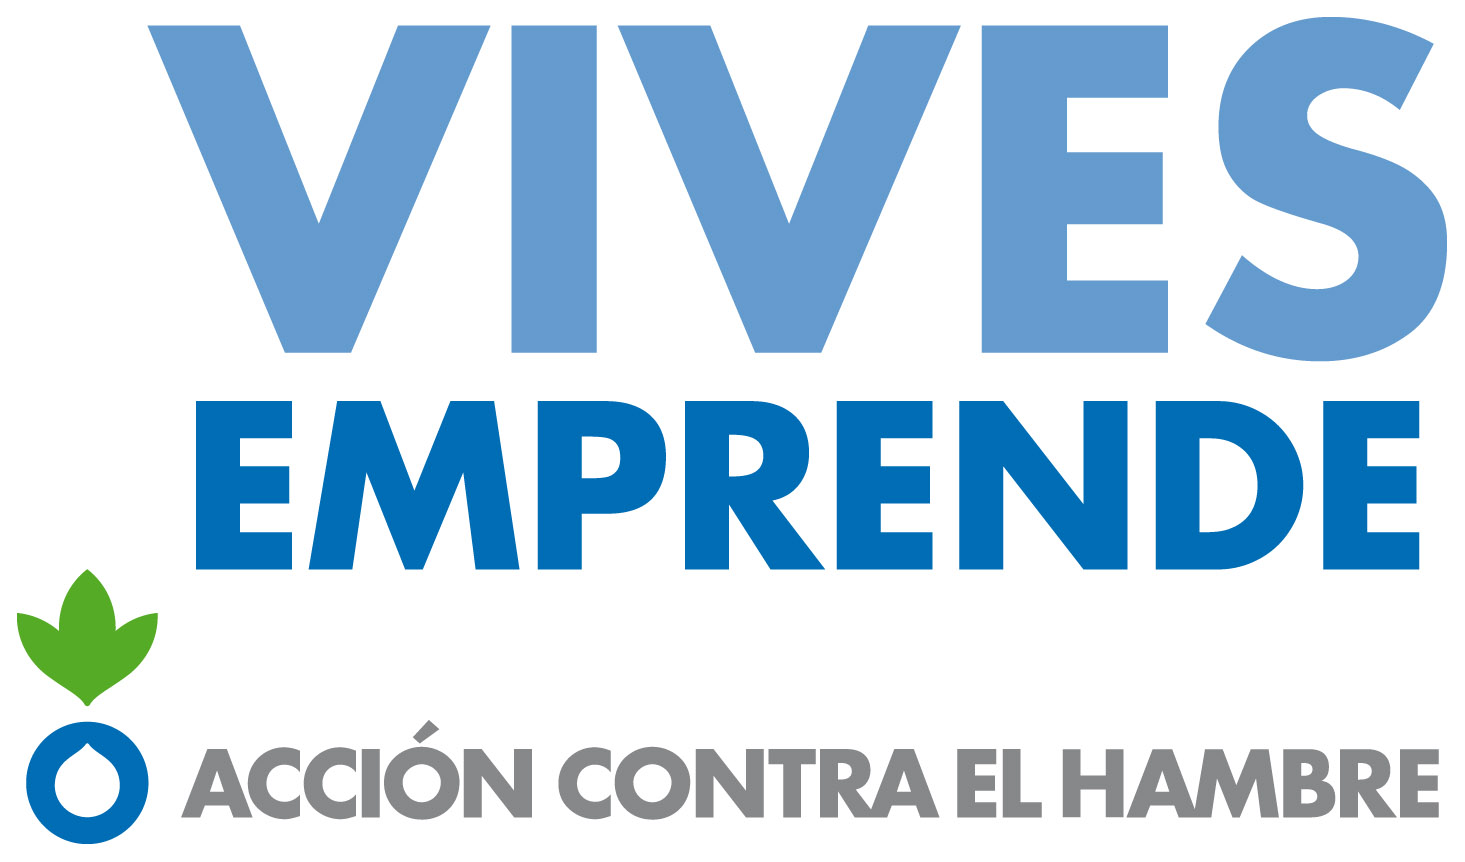 VIVES
EMPRENDE
ACCIÓN CONTRA EL HAMBRE